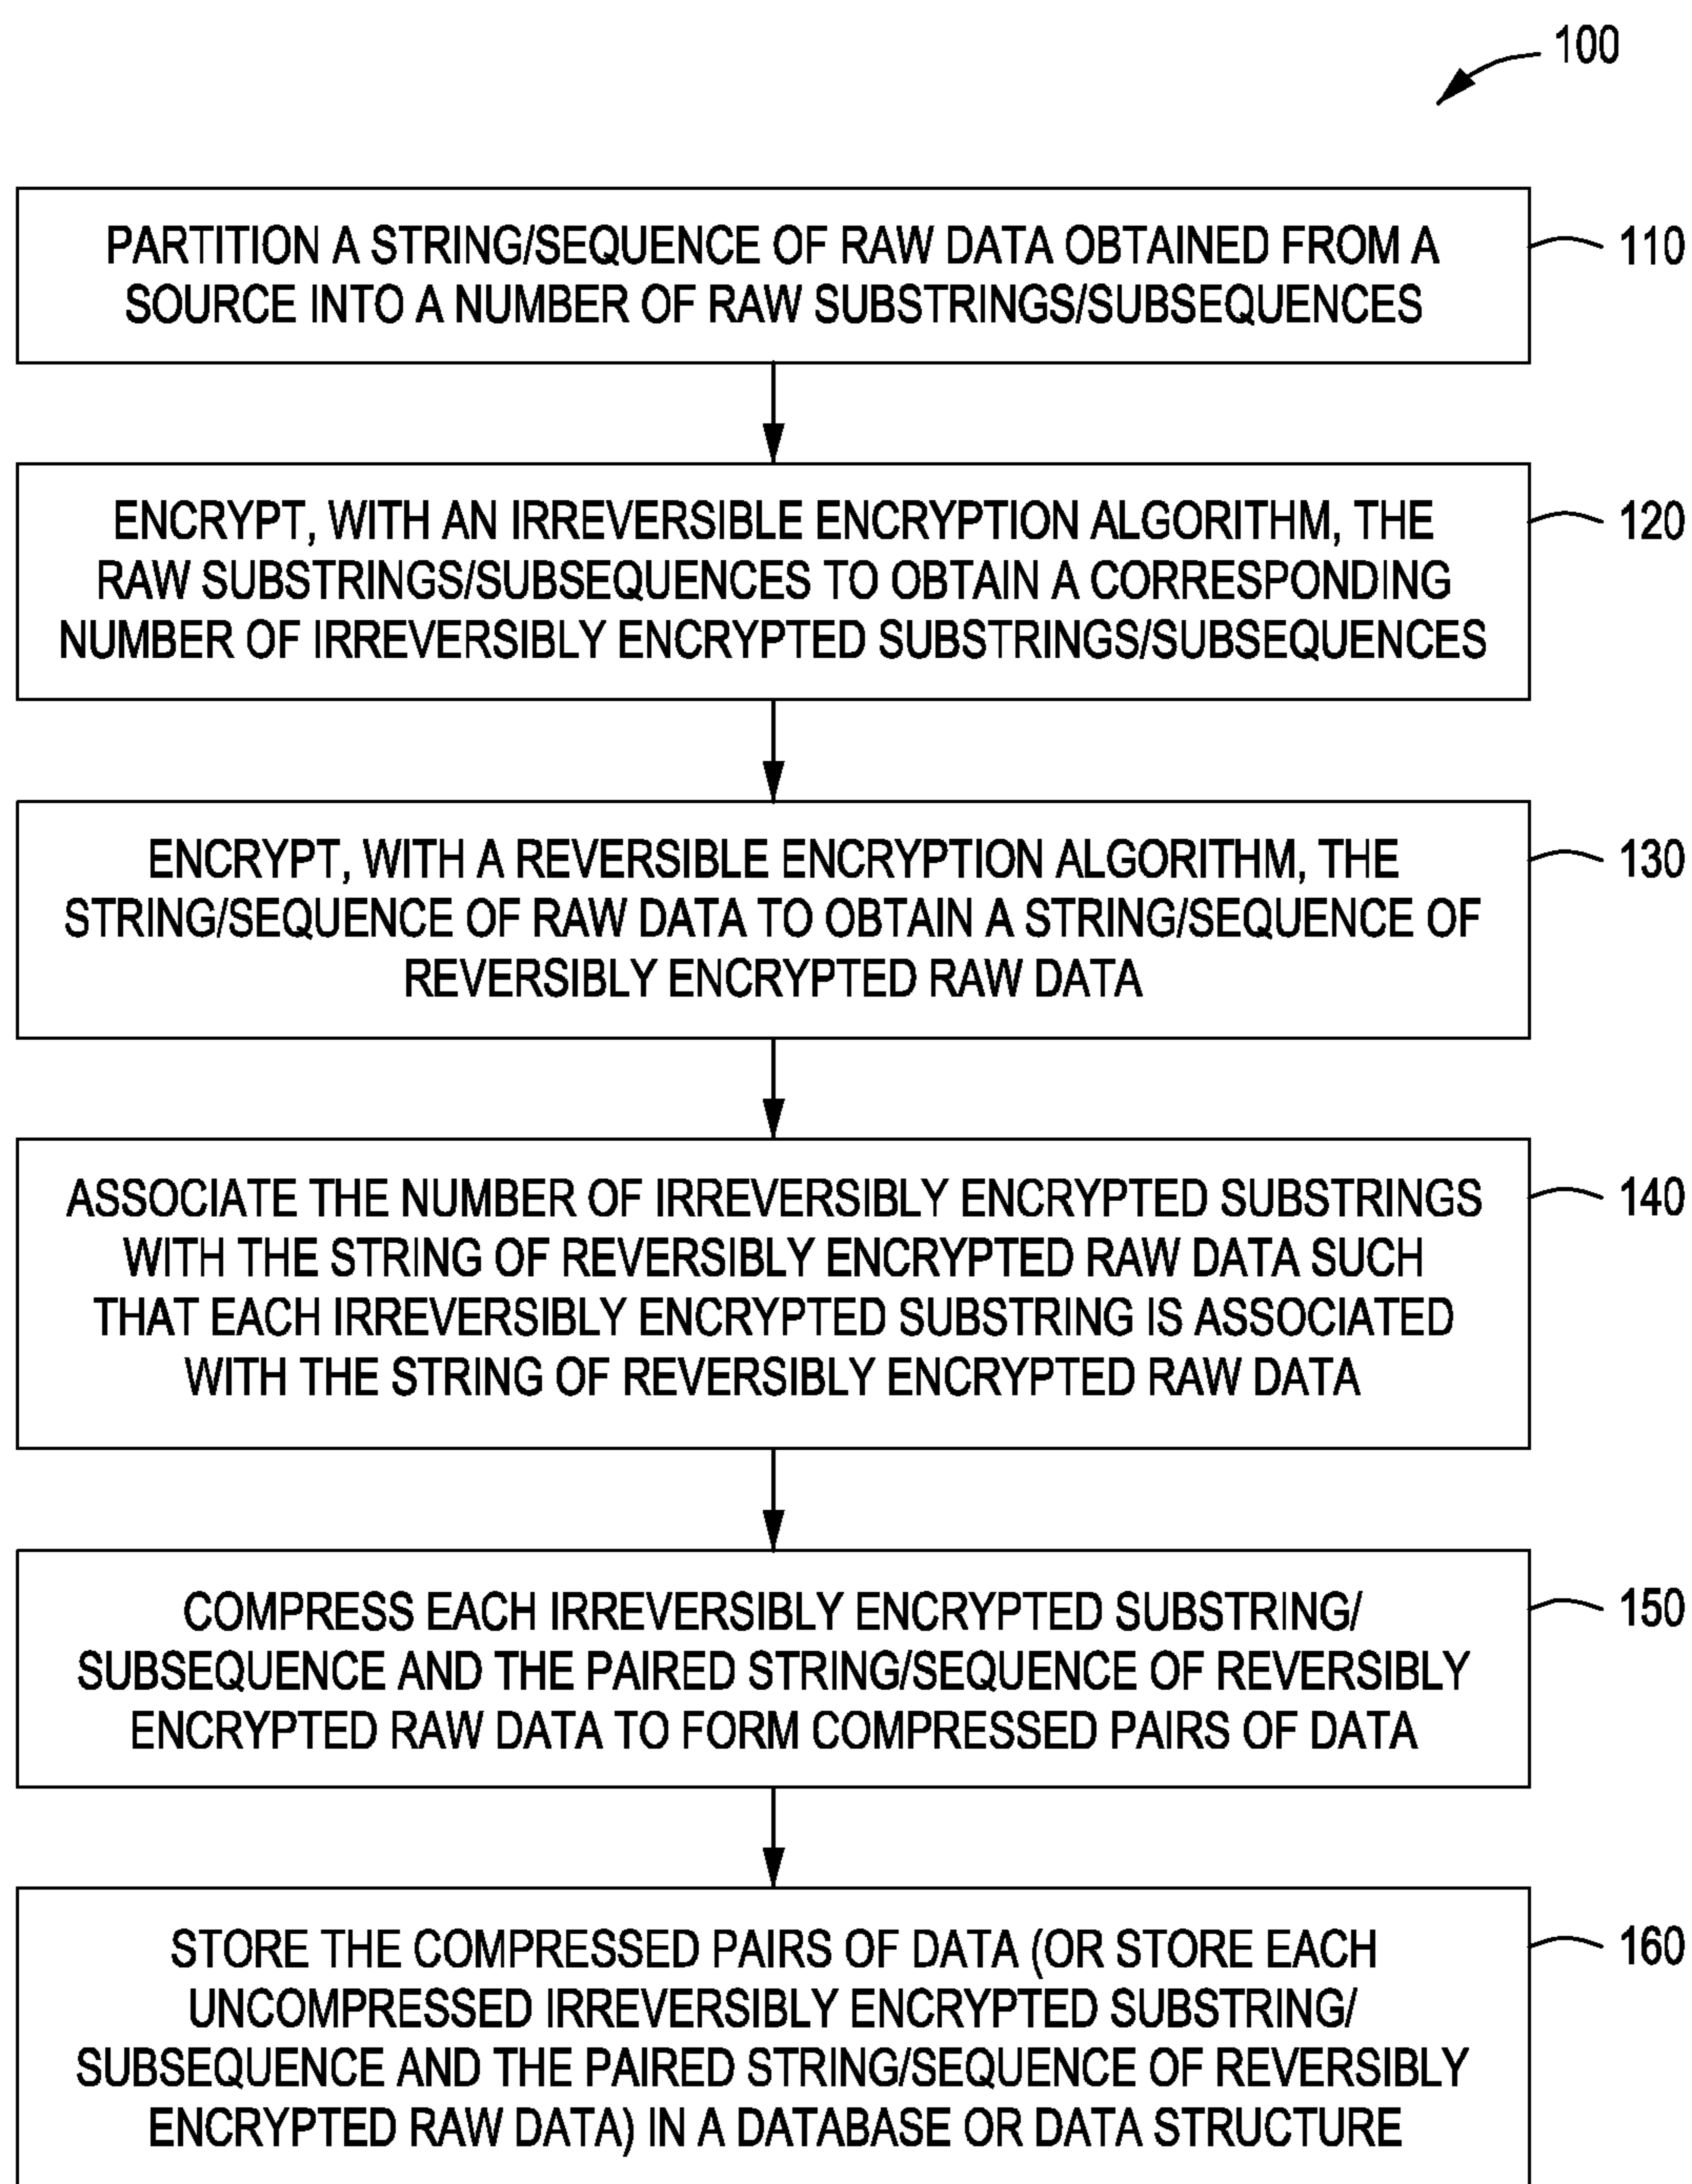 100
PARTITION A STRING/SEQUENCE OF RAW DATA OBTAINED FROM A
SOURCE INTO A NUMBER OF RAW SUBSTRINGS/SUBSEQUENCES
110
ENCRYPT, WITH AN IRREVERSIBLE ENCRYPTION ALGORITHM, THE
RAW SUBSTRINGS/SUBSEQUENCES TO OBTAIN A CORRESPONDING
NUMBER OF IRREVERSIBLY ENCRYPTED SUBSTRINGS/SUBSEQUENCES
120
ENCRYPT, WITH A REVERSIBLE ENCRYPTION ALGORITHM, THE
STRING/SEQUENCE OF RAW DATA TO OBTAIN A STRING/SEQUENCE OF
REVERSIBLY ENCRYPTED RAW DATA
130
ASSOCIATE THE NUMBER OF IRREVERSIBLY ENCRYPTED SUBSTRINGS
WITH THE STRING OF REVERSIBLY ENCRYPTED RAW DATA SUCH
THAT EACH IRREVERSIBLY ENCRYPTED SUBSTRING IS ASSOCIATED
WITH THE STRING OF REVERSIBLY ENCRYPTED RAW DATA
140
COMPRESS EACH IRREVERSIBLY ENCRYPTED SUBSTRING/
SUBSEQUENCE AND THE PAIRED STRING/SEQUENCE OF REVERSIBLY
ENCRYPTED RAW DATA TO FORM COMPRESSED PAIRS OF DATA
150
STORE THE COMPRESSED PAIRS OF DATA (OR STORE EACH
UNCOMPRESSED IRREVERSIBLY ENCRYPTED SUBSTRING/
SUBSEQUENCE AND THE PAIRED STRING/SEQUENCE OF REVERSIBLY
ENCRYPTED RAW DATA) IN A DATABASE OR DATA STRUCTURE
160